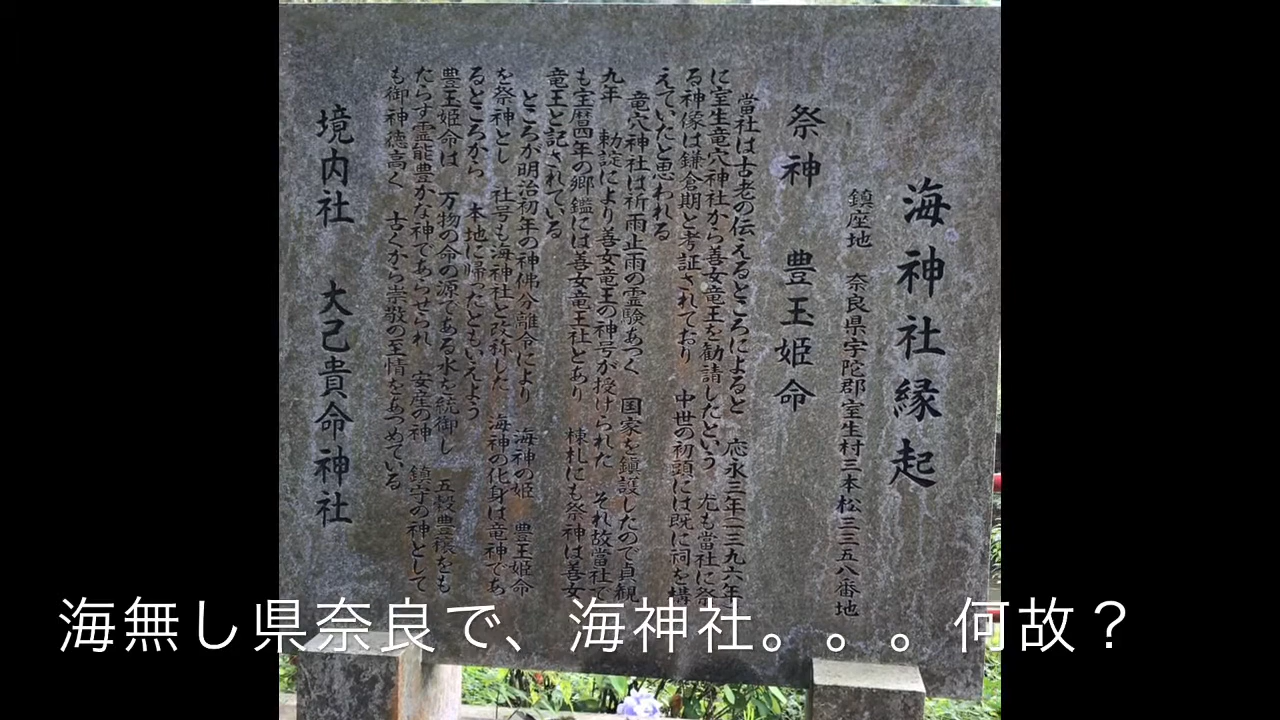 海神社縁起
鎮座地 奈良県宇陀郡室生村三本松三三五八番地
祭神 豊玉姫命
當社は古老の伝えるところによると 応永三年(一三九六年
に室生竜穴神社から善女竜王を勧請したという 尤も當社に祭
る神像は鎌倉期と考証されており 中世の初頭には既に祠を構
えていたと思われる
竜穴神社は祈雨止雨の霊験あつく 国家を鎮護したので貞観
九年 勅諚により善女竜王の神号が授けられた それ故當社で
も宝暦四年の郷鑑には善女竜王社とあり 棟札にも祭神は善女
竜王と記されている
ところが明治初年の神佛分離令により 海神の姫 豊玉姫命
を祭神とし 社号も海神社と改称した 海神の化身は竜神であ
るところから 本地に帰ったともいえよう
豊玉姫命は 万物の命の源である水を統御し 五穀豊穣をも
たらす霊能豊かな神であらせられ 安産の神 鎮守の神として
も御神徳高く 古くから崇敬の至情をあつめている
境内社 大己貴命神社
海無し県奈良で、海神社。。。何故？